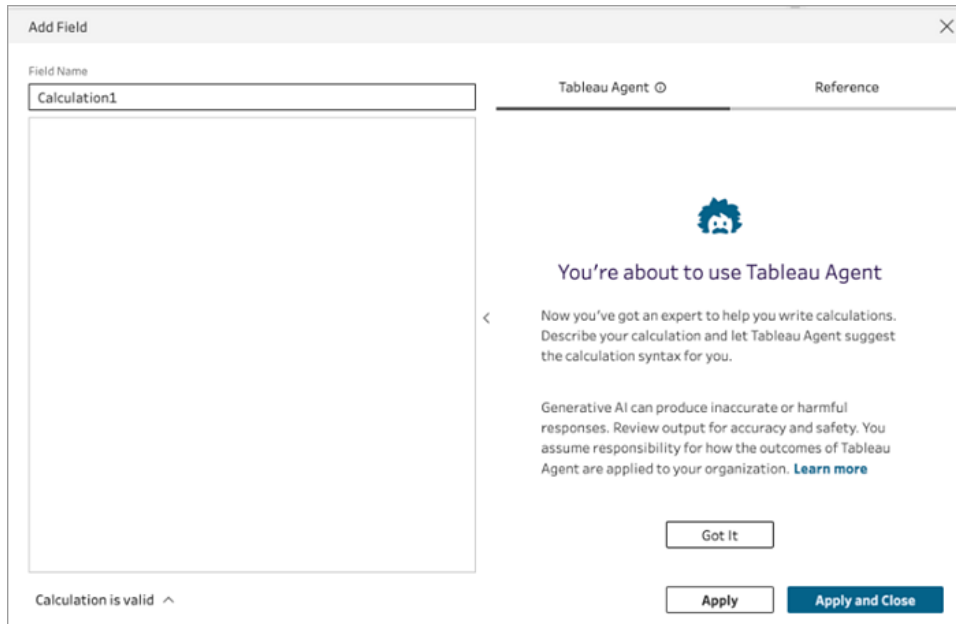 Add Field
Field Name
Calculation1
Tableau Agent
Reference
You're about to use Tableau Agent
Now you've got an expert to help you write calculations.
Describe your calculation and let Tableau Agent suggest
the calculation syntax for you.
Generative AI can produce inaccurate or harmful
responses. Review output for accuracy and safety. You
assume responsibility for how the outcomes of Tableau
Agent are applied to your organization. Learn more
Got It
Calculation is valid
Apply
Apply and Close